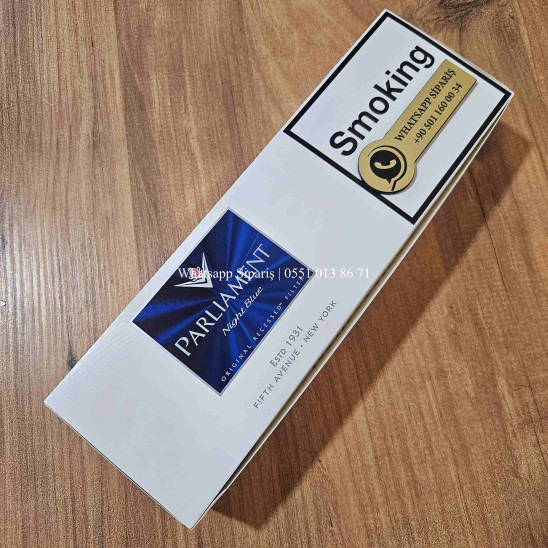 Smoking
WHATSAPP SİPARİŞ
+90 501 160 00 34
Whatsapp Sipariş | 0551 013 86 71
PARLIAMENT
Night Blue
ORIGINAL RECESSED FILTER
ESTD 1931
FIFTH AVENUE - NEW YORK